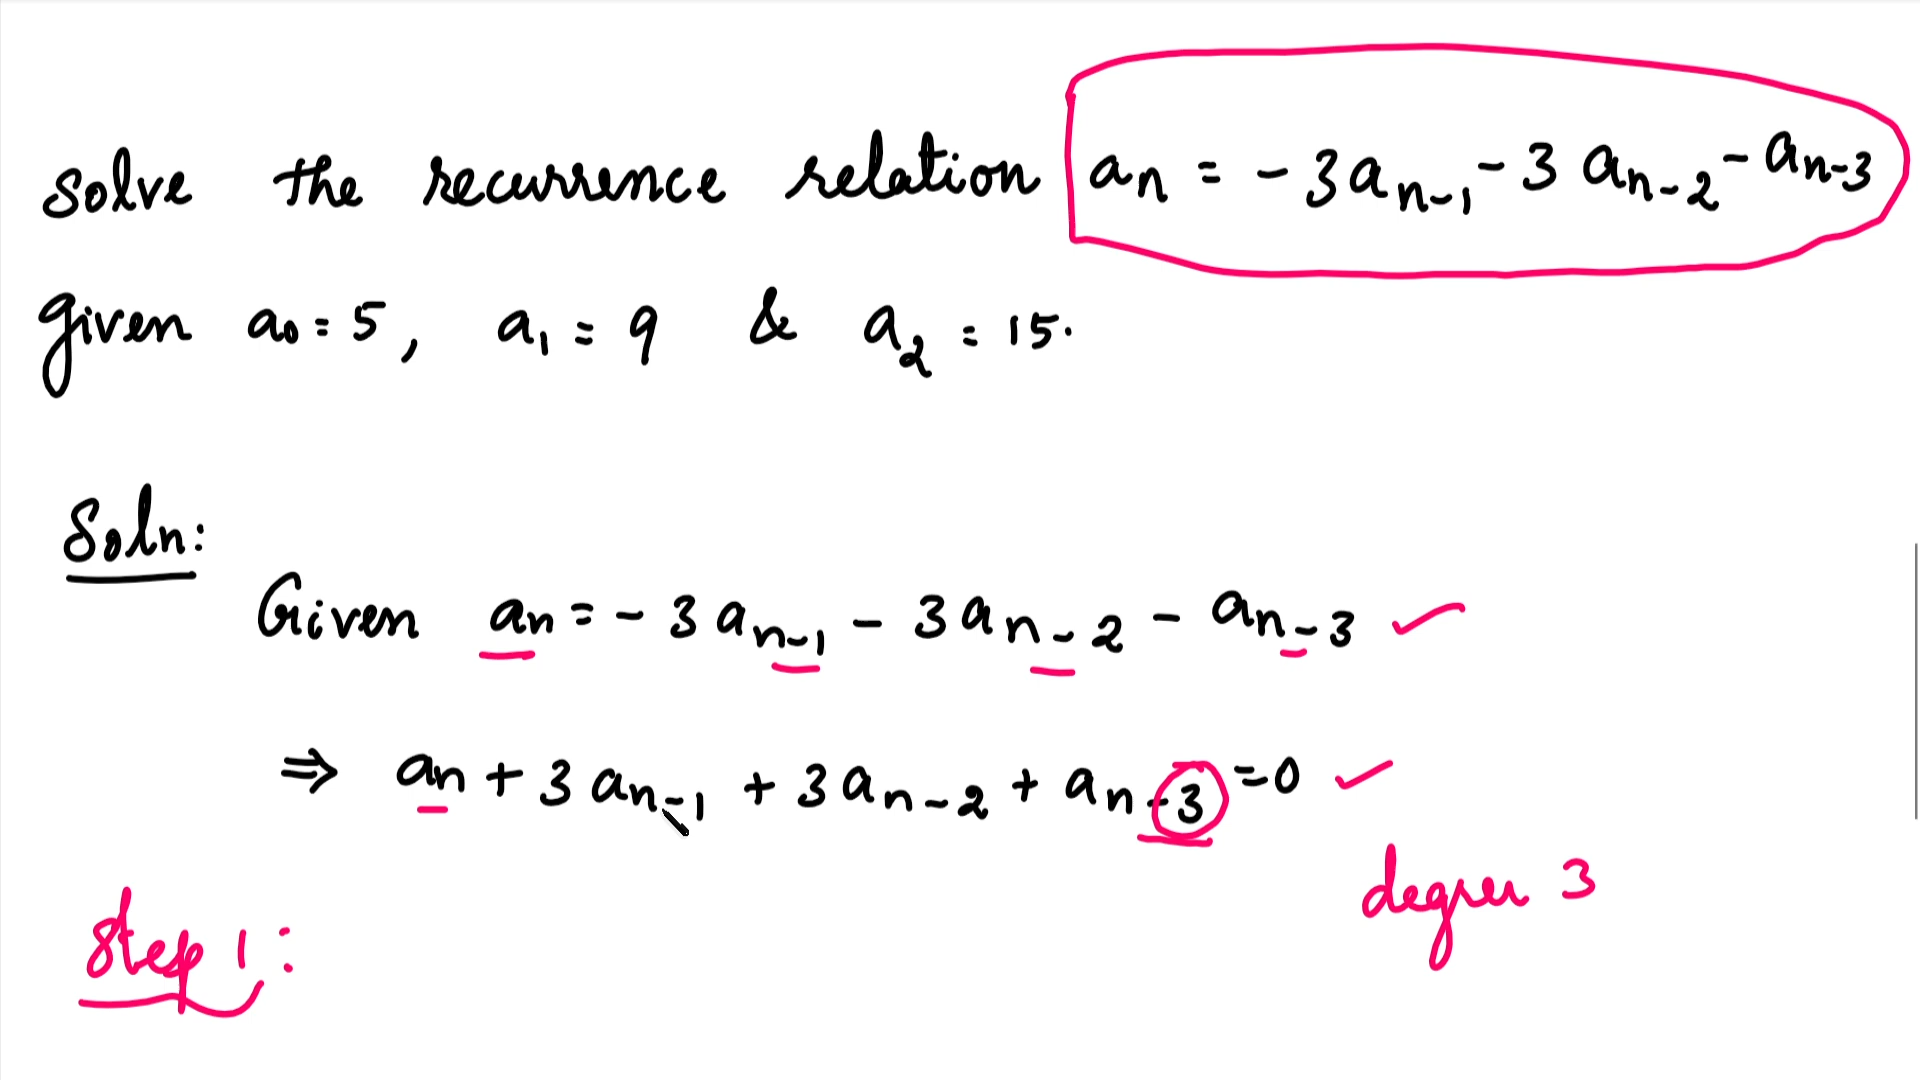 solve the recurrence relation aₙ = -3aₙ₋₁ - 3aₙ₋₂ - aₙ₋₃
given a₀ = 5, a₁ = 9 & a₂ = 15.
Soln:
Given aₙ = -3aₙ₋₁ - 3aₙ₋₂ - aₙ₋₃ ✓
⇒ aₙ + 3aₙ₋₁ + 3aₙ₋₂ + aₙ₋₃ = 0 ✓
degree 3
Step 1: